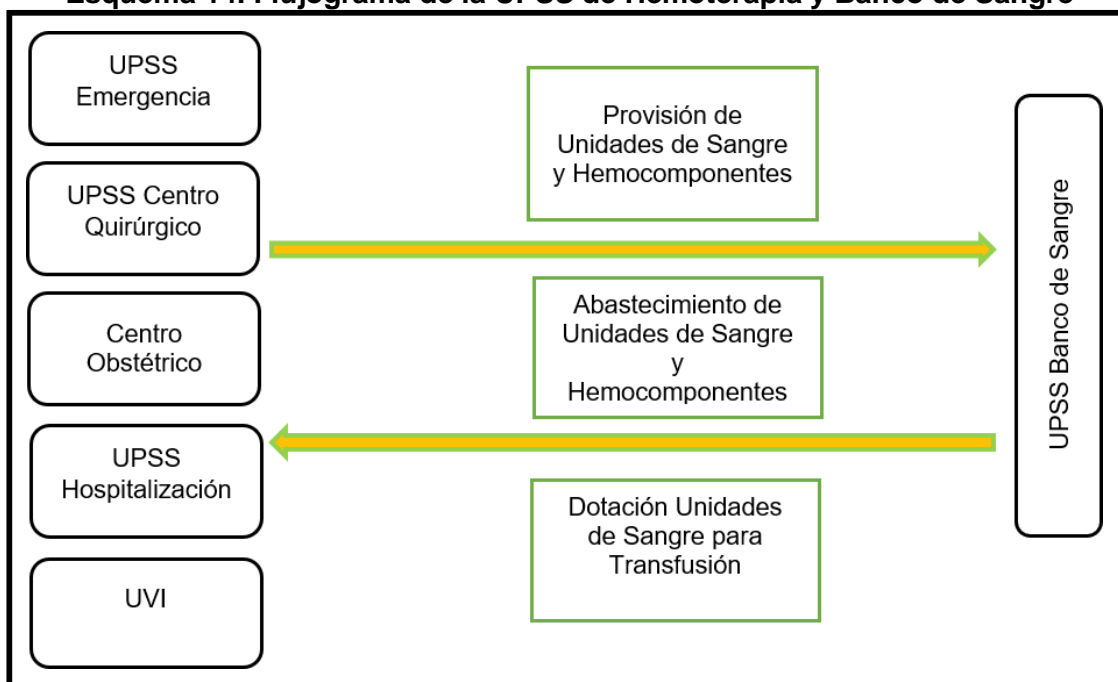 Esquema 14. Flujograma de la UPSS de Hemoterapia y Banco de Sangre
UPSS
Emergencia
UPSS Centro
Quirúrgico
Centro
Obstétrico
UPSS
Hospitalización
UVI
Provisión de
Unidades de Sangre
y Hemocomponentes
Abastecimiento de
Unidades de Sangre
y
Hemocomponentes
Dotación Unidades
de Sangre para
Transfusión
UPSS Banco de Sangre